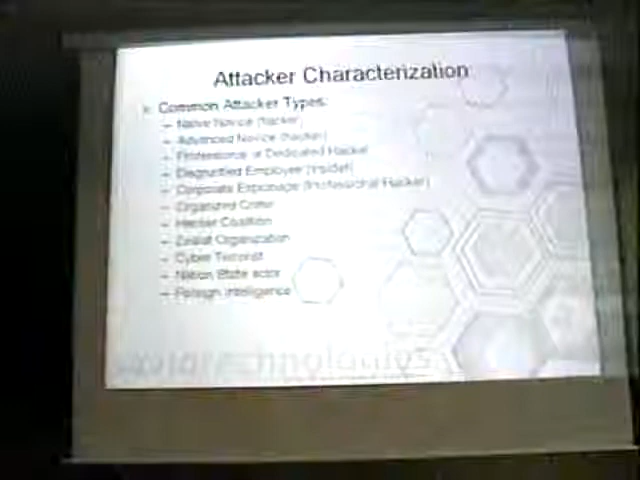 Attacker Characterization
Common Attacker Types:
– Naive Novice (hacker)
– Advanced Novice (hacker)
– Professional or Dedicated Hacker
– Disgruntled Employee (Insider)
– Corporate Espionage (Professional Hacker)
– Organized Crime
– Hacker Coalition
– Zealot Organization
– Cyber Terrorist
– Nation State actor
– Foreign Intelligence